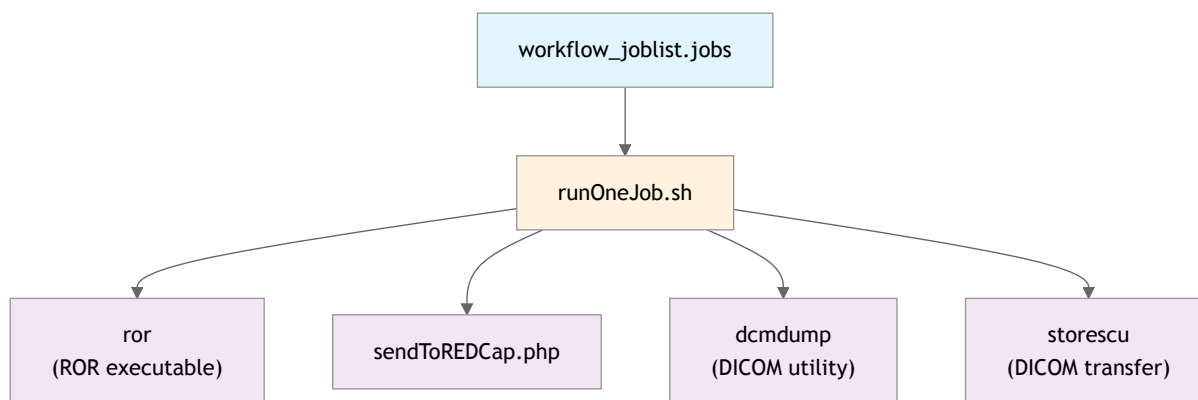 workflow_joblist.jobs
runOneJob.sh
ror
(ROR executable)
sendToREDCap.php
dcmdump
(DICOM utility)
storescu
(DICOM transfer)